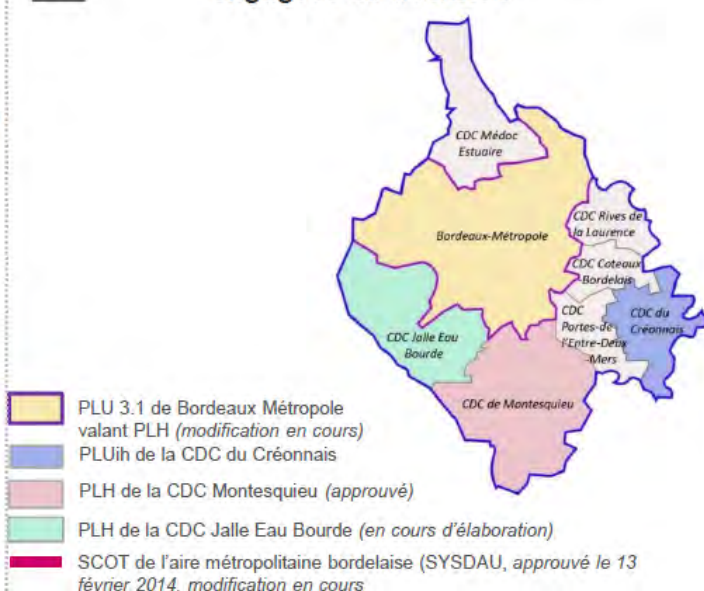 CDC Médoc
Estuaire
Bordeaux-Métropole
CDC Rives de
la Laurence
CDC Coteaux
Bordelais
CDC
Portes-de
l'Entre-Deux
-Mers
CDC du
Créonnais
CDC Jalle Eau
Bourde
CDC de Montesquieu
PLU 3.1 de Bordeaux Métropole
valant PLH (modification en cours)
PLUih de la CDC du Créonnais
PLH de la CDC Montesquieu (approuvé)
PLH de la CDC Jalle Eau Bourde (en cours d'élaboration)
SCOT de l'aire métropolitaine bordelaise (SYSDAU, approuvé le 13
février 2014, modification en cours